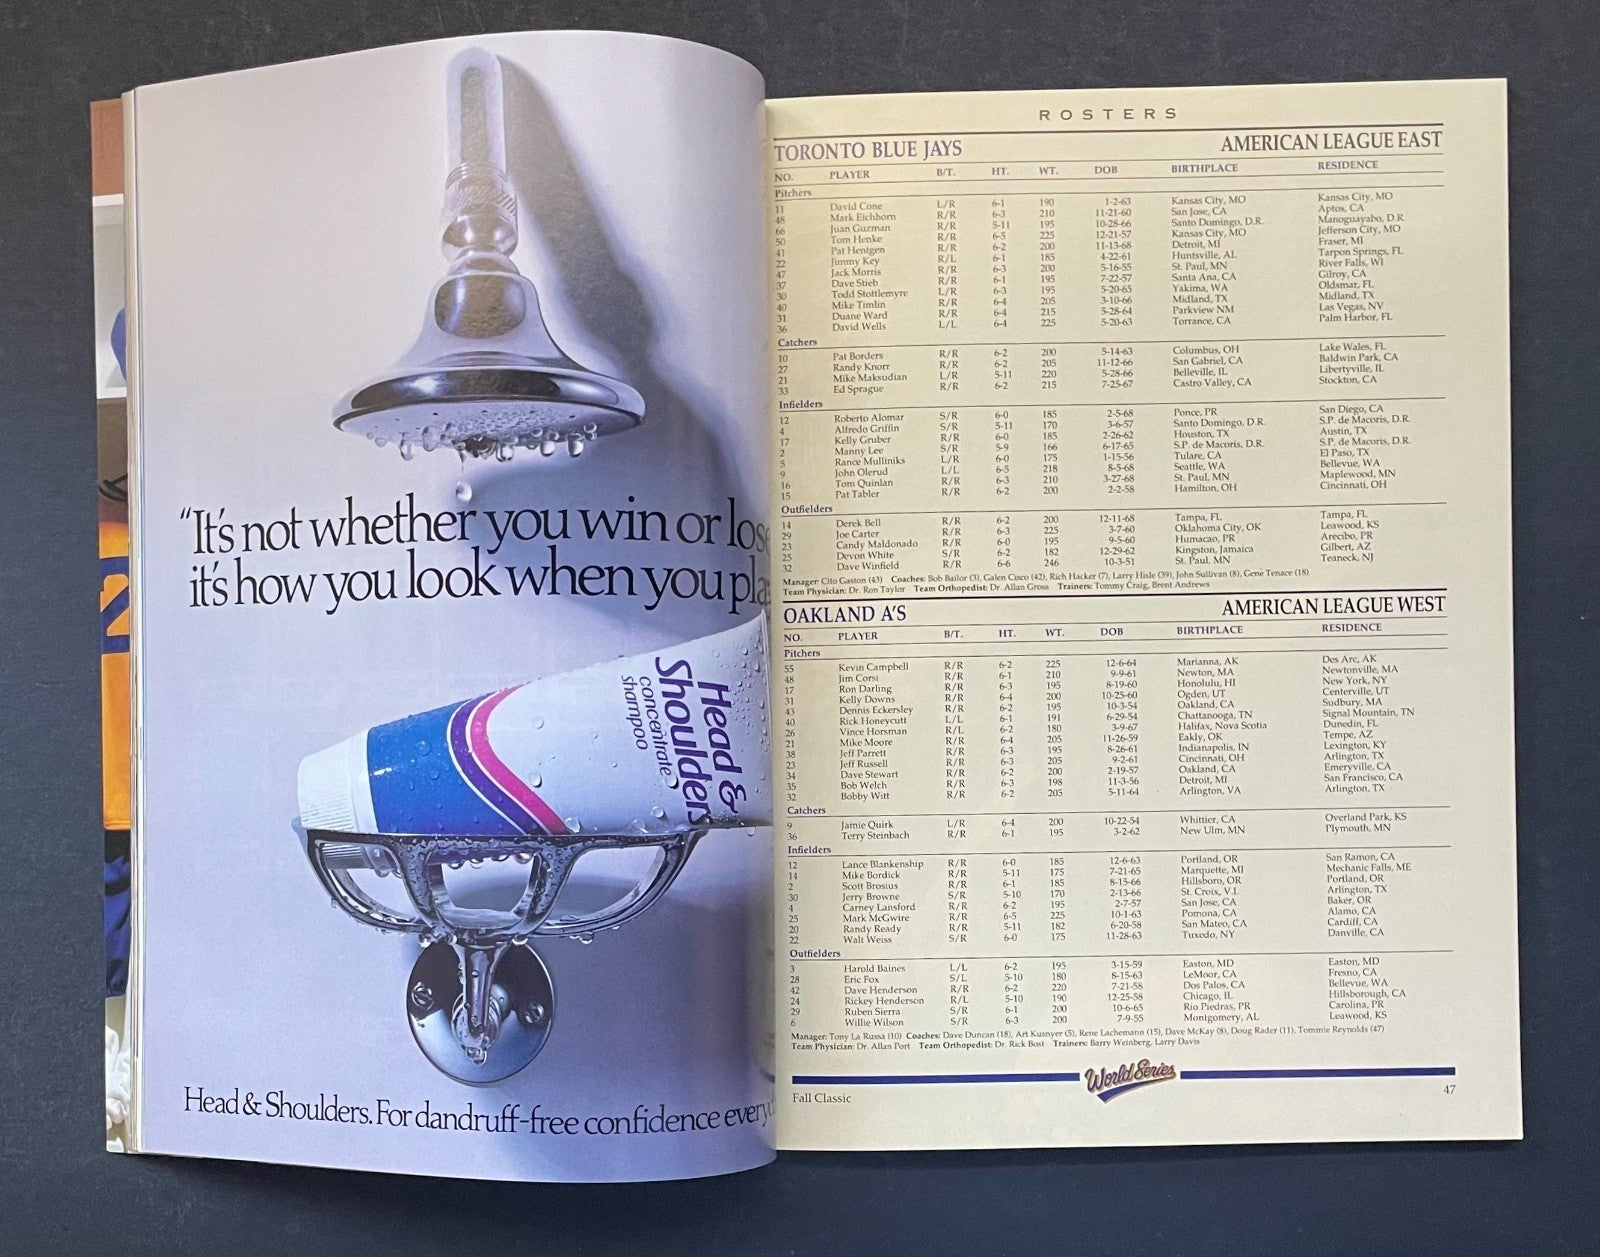 "It's not whether you win or lose
it's how you look when you pla
Head &
Shoulders
concentrate
shampoo
Head & Shoulders. For dandruff-free confidence every
ROSTERS
TORONTO BLUE JAYS AMERICAN LEAGUE EAST
NO. PLAYER B/T. HT. WT. DOB BIRTHPLACE RESIDENCE
Pitchers
11 David Cone L/R 6-1 190 1-2-63 Kansas City, MO Kansas City, MO
48 Mark Eichhorn R/R 6-3 210 11-21-60 San Jose, CA Aptos, CA
66 Juan Guzman R/R 5-11 195 10-28-66 Santo Domingo, D.R. Manoguayabo, D.R.
50 Tom Henke R/R 6-5 225 12-21-57 Kansas City, MO Jefferson City, MO
41 Pat Hentgen R/R 6-2 200 11-13-68 Detroit, MI Fraser, MI
22 Jimmy Key R/L 6-1 185 4-22-61 Huntsville, AL Tarpon Springs, FL
47 Jack Morris R/R 6-3 200 5-16-55 St. Paul, MN River Falls, WI
37 Dave Stieb R/R 6-1 195 7-22-57 Santa Ana, CA Gilroy, CA
30 Todd Stottlemyre L/R 6-3 195 5-20-65 Yakima, WA Oldsmar, FL
40 Mike Timlin R/R 6-4 205 3-10-66 Midland, TX Midland, TX
31 Duane Ward R/R 6-4 215 5-28-64 Parkview NM Las Vegas, NV
36 David Wells L/L 6-4 225 5-20-63 Torrance, CA Palm Harbor, FL
Catchers
10 Pat Borders R/R 6-2 200 5-14-63 Columbus, OH Lake Wales, FL
27 Randy Knorr R/R 6-2 205 11-12-66 San Gabriel, CA Baldwin Park, CA
21 Mike Maksudian L/R 5-11 220 5-28-66 Belleville, IL Libertyville, IL
33 Ed Sprague R/R 6-2 215 7-25-67 Castro Valley, CA Stockton, CA
Infielders
12 Roberto Alomar S/R 6-0 185 2-5-68 Ponce, PR San Diego, CA
4 Alfredo Griffin S/R 5-11 170 3-6-57 Santo Domingo, D.R. S.P. de Macoris, D.R.
17 Kelly Gruber R/R 6-0 185 2-26-62 Houston, TX Austin, TX
2 Manny Lee S/R 5-9 166 6-17-65 S.P. de Macoris, D.R. S.P. de Macoris, D.R.
5 Rance Mulliniks L/R 6-0 175 1-15-56 Tulare, CA El Paso, TX
9 John Olerud L/L 6-5 218 8-5-68 Seattle, WA Bellevue, WA
16 Tom Quinlan R/R 6-3 210 3-27-68 St. Paul, MN Maplewood, MN
15 Pat Tabler R/R 6-2 200 2-2-58 Hamilton, OH Cincinnati, OH
Outfielders
14 Derek Bell R/R 6-2 200 12-11-68 Tampa, FL Tampa, FL
29 Joe Carter R/R 6-3 225 3-7-60 Oklahoma City, OK Leawood, KS
23 Candy Maldonado R/R 6-0 195 9-5-60 Humacao, PR Arecibo, PR
25 Devon White S/R 6-2 182 12-29-62 Kingston, Jamaica Gilbert, AZ
32 Dave Winfield R/R 6-6 246 10-3-51 St. Paul, MN Teaneck, NJ
Manager: Cito Gaston (43) Coaches: Bob Bailor (3), Galen Cisco (42), Rich Hacker (7), Larry Hisle (39), John Sullivan (8), Gene Tenace (18)
Team Physician: Dr. Ron Taylor Team Orthopedist: Dr. Allan Gross Trainers: Tommy Craig, Brent Andrews
OAKLAND A'S AMERICAN LEAGUE WEST
NO. PLAYER B/T. HT. WT. DOB BIRTHPLACE RESIDENCE
Pitchers
55 Kevin Campbell R/R 6-2 225 12-6-64 Marianna, AK Des Arc, AK
48 Jim Corsi R/R 6-1 210 9-9-61 Newton, MA Newtonville, MA
17 Ron Darling R/R 6-3 195 8-19-60 Honolulu, HI New York, NY
31 Kelly Downs R/R 6-4 200 10-25-60 Ogden, UT Centerville, UT
43 Dennis Eckersley R/R 6-2 195 10-3-54 Oakland, CA Sudbury, MA
40 Rick Honeycutt L/L 6-1 191 6-29-54 Chattanooga, TN Signal Mountain, TN
26 Vince Horsman R/L 6-2 180 3-9-67 Halifax, Nova Scotia Dunedin, FL
21 Mike Moore R/R 6-4 205 11-26-59 Eakly, OK Tempe, AZ
38 Jeff Parrett R/R 6-3 195 8-26-61 Indianapolis, IN Lexington, KY
23 Jeff Russell R/R 6-3 205 9-2-61 Cincinnati, OH Arlington, TX
34 Dave Stewart R/R 6-2 200 2-19-57 Oakland, CA Emeryville, CA
35 Bob Welch R/R 6-3 198 11-3-56 Detroit, MI San Francisco, CA
32 Bobby Witt R/R 6-2 205 5-11-64 Arlington, VA Arlington, TX
Catchers
9 Jamie Quirk L/R 6-4 200 10-22-54 Whittier, CA Overland Park, KS
36 Terry Steinbach R/R 6-1 195 3-2-62 New Ulm, MN Plymouth, MN
Infielders
12 Lance Blankenship R/R 6-0 185 12-6-63 Portland, OR San Ramon, CA
14 Mike Bordick R/R 5-11 175 7-21-65 Marquette, MI Mechanic Falls, ME
2 Scott Brosius R/R 6-1 185 8-15-66 Hillsboro, OR Portland, OR
30 Jerry Browne S/R 5-10 170 2-13-66 St. Croix, V.I. Arlington, TX
4 Carney Lansford R/R 6-2 195 2-7-57 San Jose, CA Baker, OR
25 Mark McGwire R/R 6-5 225 10-1-63 Pomona, CA Alamo, CA
20 Randy Ready R/R 5-11 182 6-20-58 San Mateo, CA Cardiff, CA
22 Walt Weiss S/R 6-0 175 11-28-63 Tuxedo, NY Danville, CA
Outfielders
3 Harold Baines L/L 6-2 195 3-15-59 Easton, MD Easton, MD
28 Eric Fox S/L 5-10 180 8-15-63 LeMoor, CA Fresno, CA
42 Dave Henderson R/R 6-2 220 7-21-58 Dos Palos, CA Bellevue, WA
24 Rickey Henderson R/L 5-10 190 12-25-58 Chicago, IL Hillsborough, CA
29 Ruben Sierra S/R 6-1 200 10-6-65 Rio Piedras, PR Carolina, PR
6 Willie Wilson S/R 6-3 200 7-9-55 Montgomery, AL Leawood, KS
Manager: Tony La Russa (10) Coaches: Dave Duncan (18), Art Kusnyer (5), Rene Lachemann (15), Dave McKay (8), Doug Rader (11), Tommie Reynolds (47)
Team Physician: Dr. Allan Pont Team Orthopedist: Dr. Rick Bost Trainers: Barry Weinberg, Larry Davis
World Series
Fall Classic 47